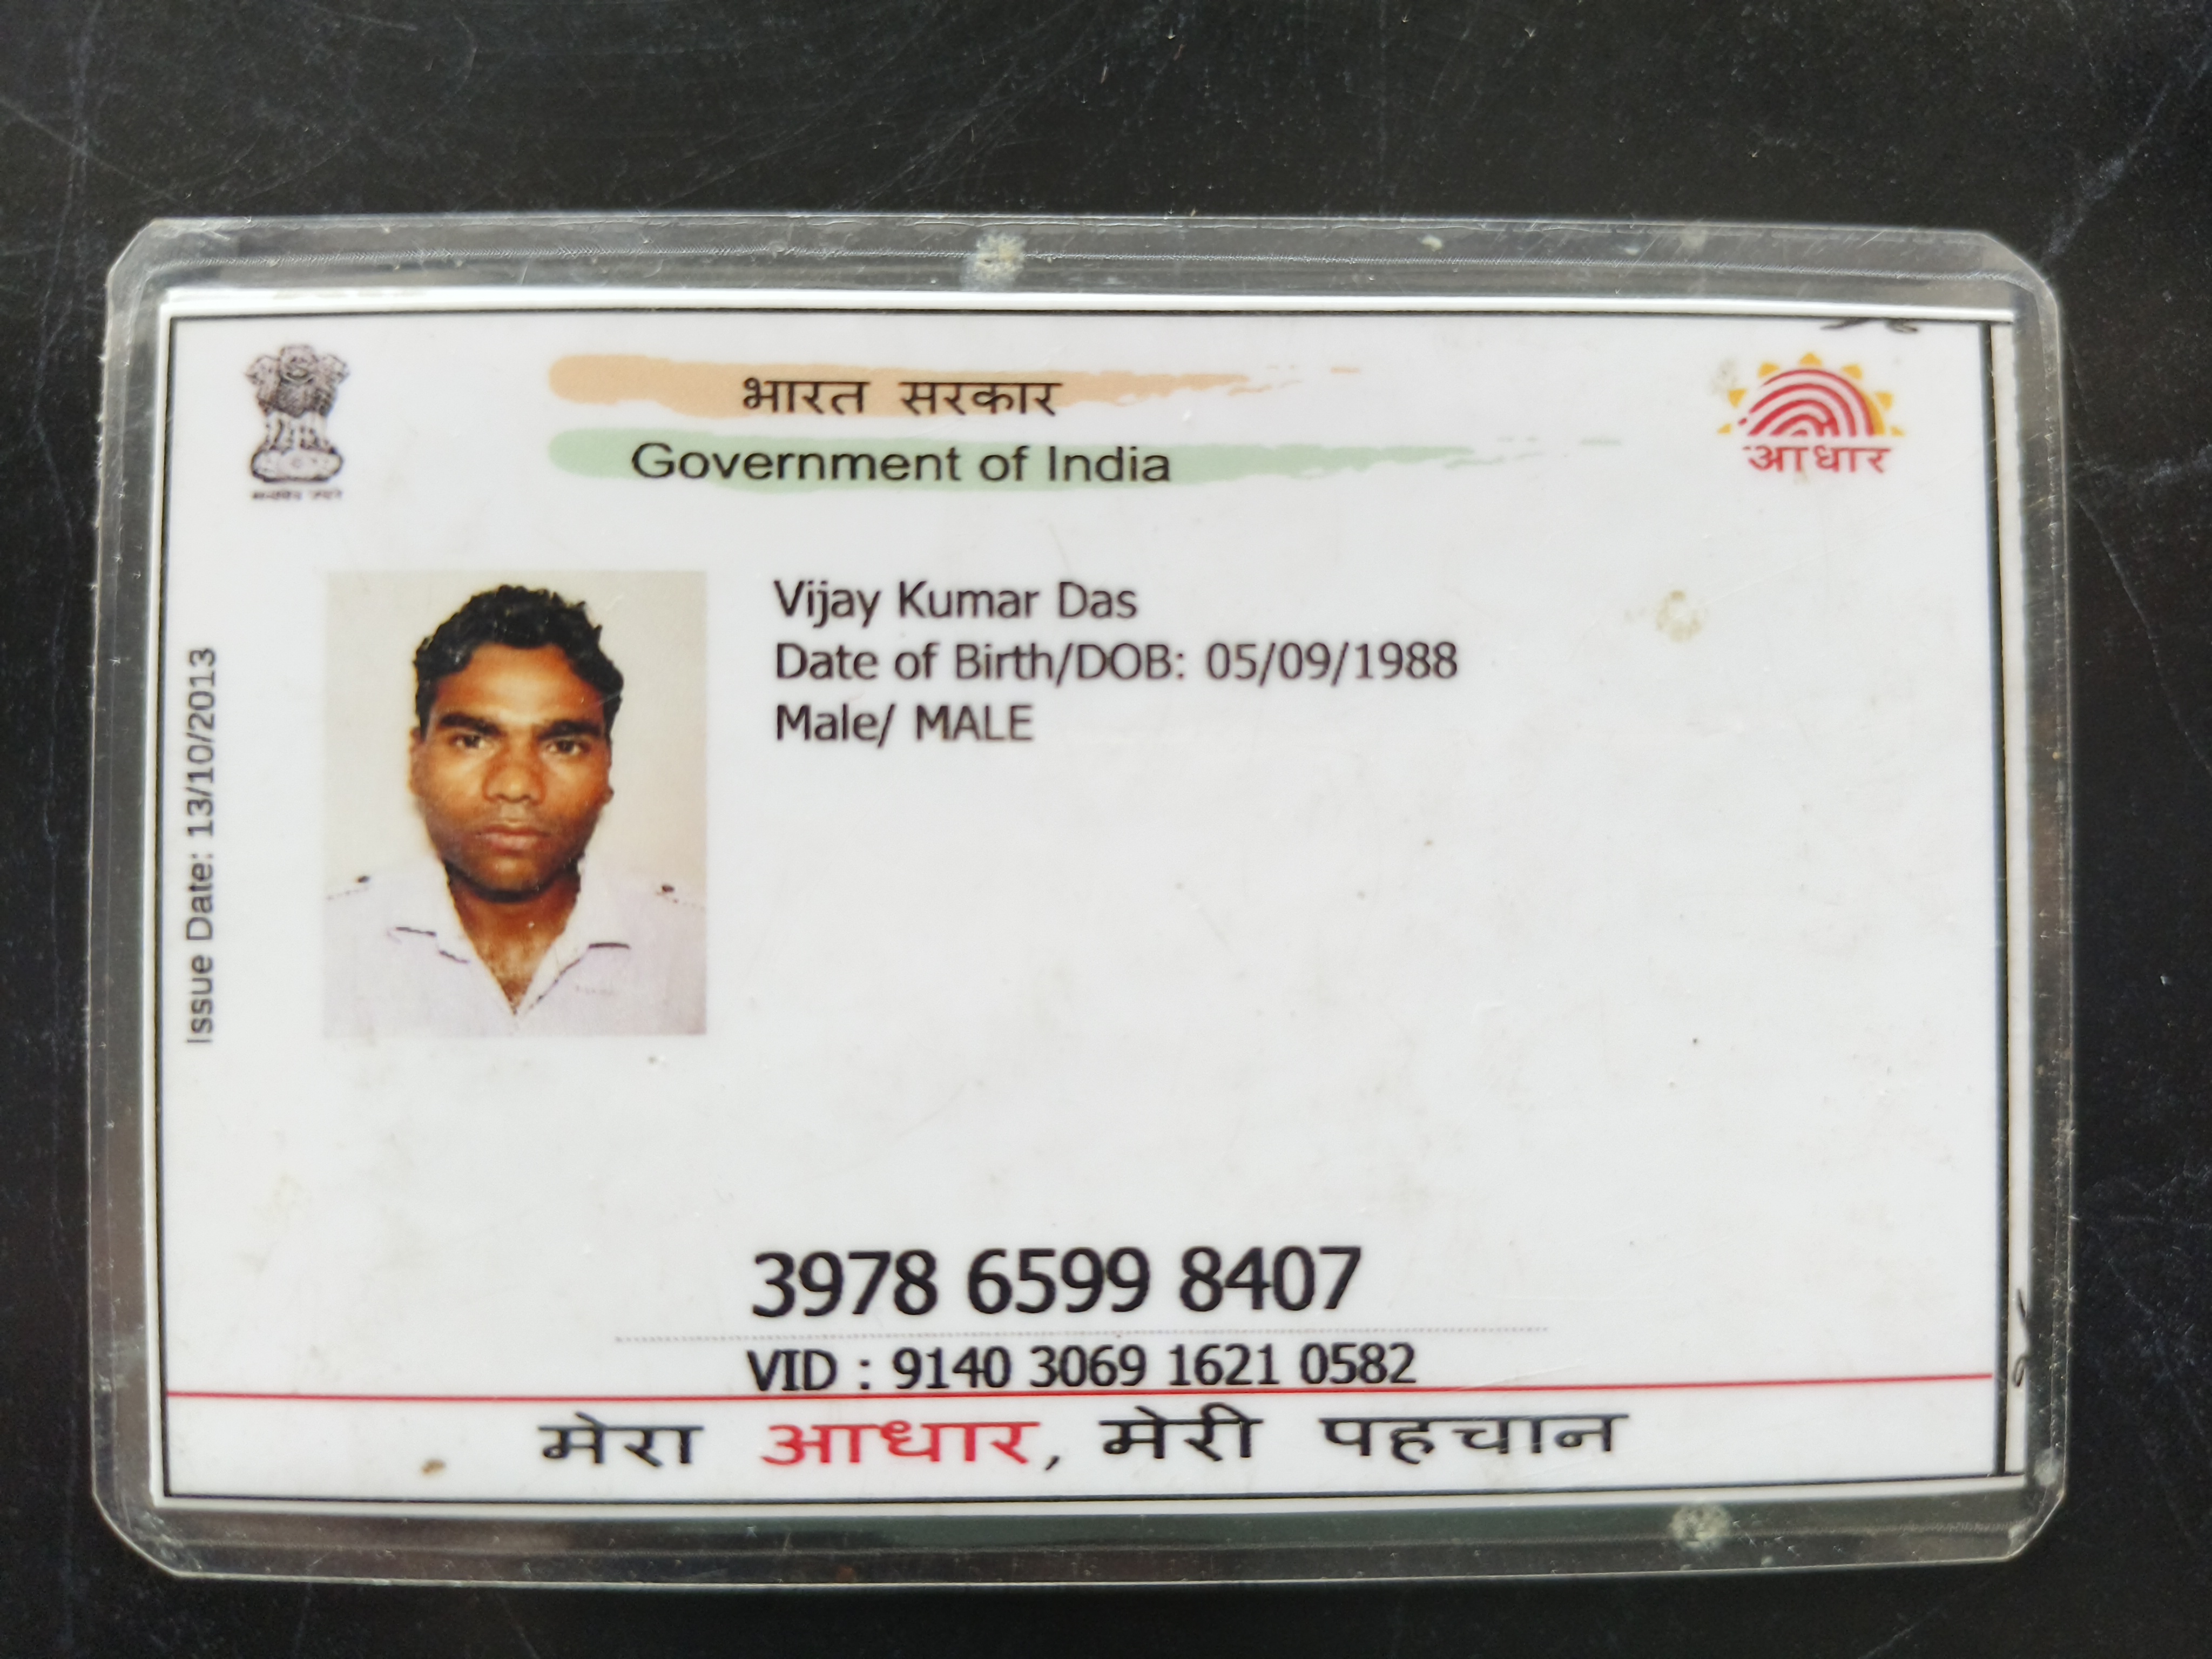 भारत सरकार
Government of India
आधार
Issue Date: 13/10/2013
Vijay Kumar Das
Date of Birth/DOB: 05/09/1988
Male/ MALE
3978 6599 8407
VID : 9140 3069 1621 0582
मेरा आधार, मेरी पहचान